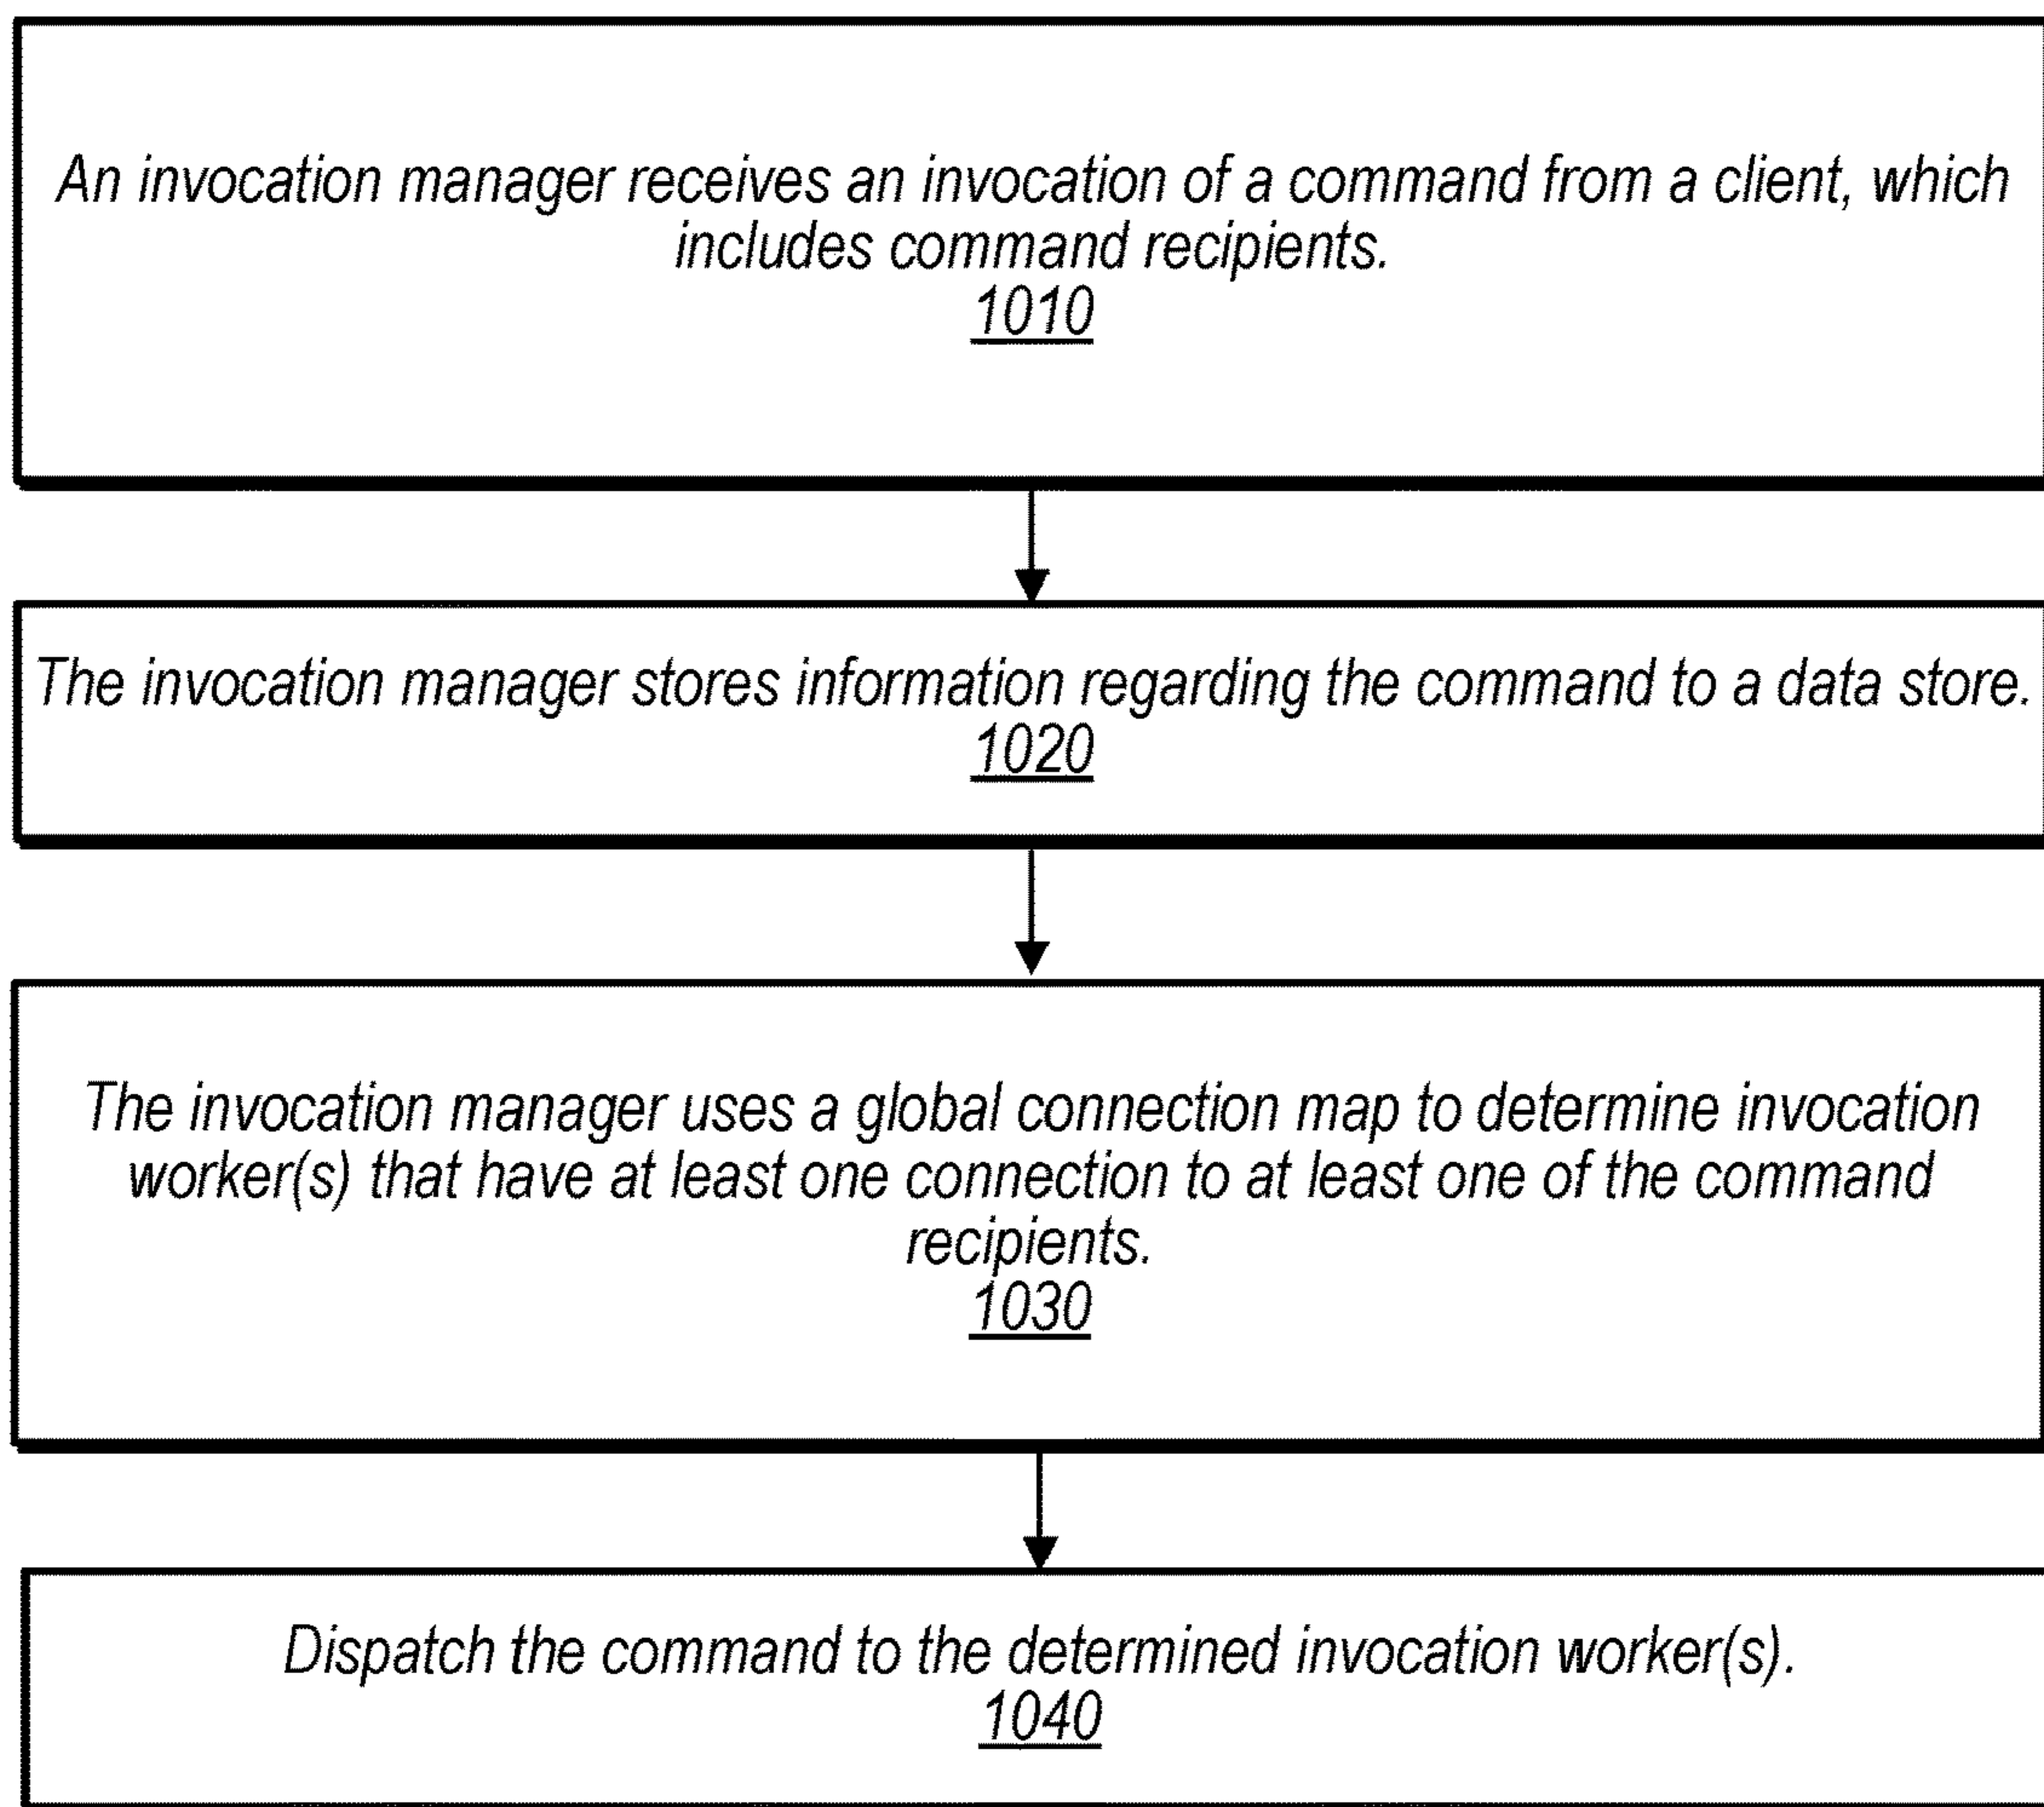 An invocation manager receives an invocation of a command from a client, which
includes command recipients.
1010
The invocation manager stores information regarding the command to a data store.
1020
The invocation manager uses a global connection map to determine invocation
worker(s) that have at least one connection to at least one of the command
recipients.
1030
Dispatch the command to the determined invocation worker(s).
1040